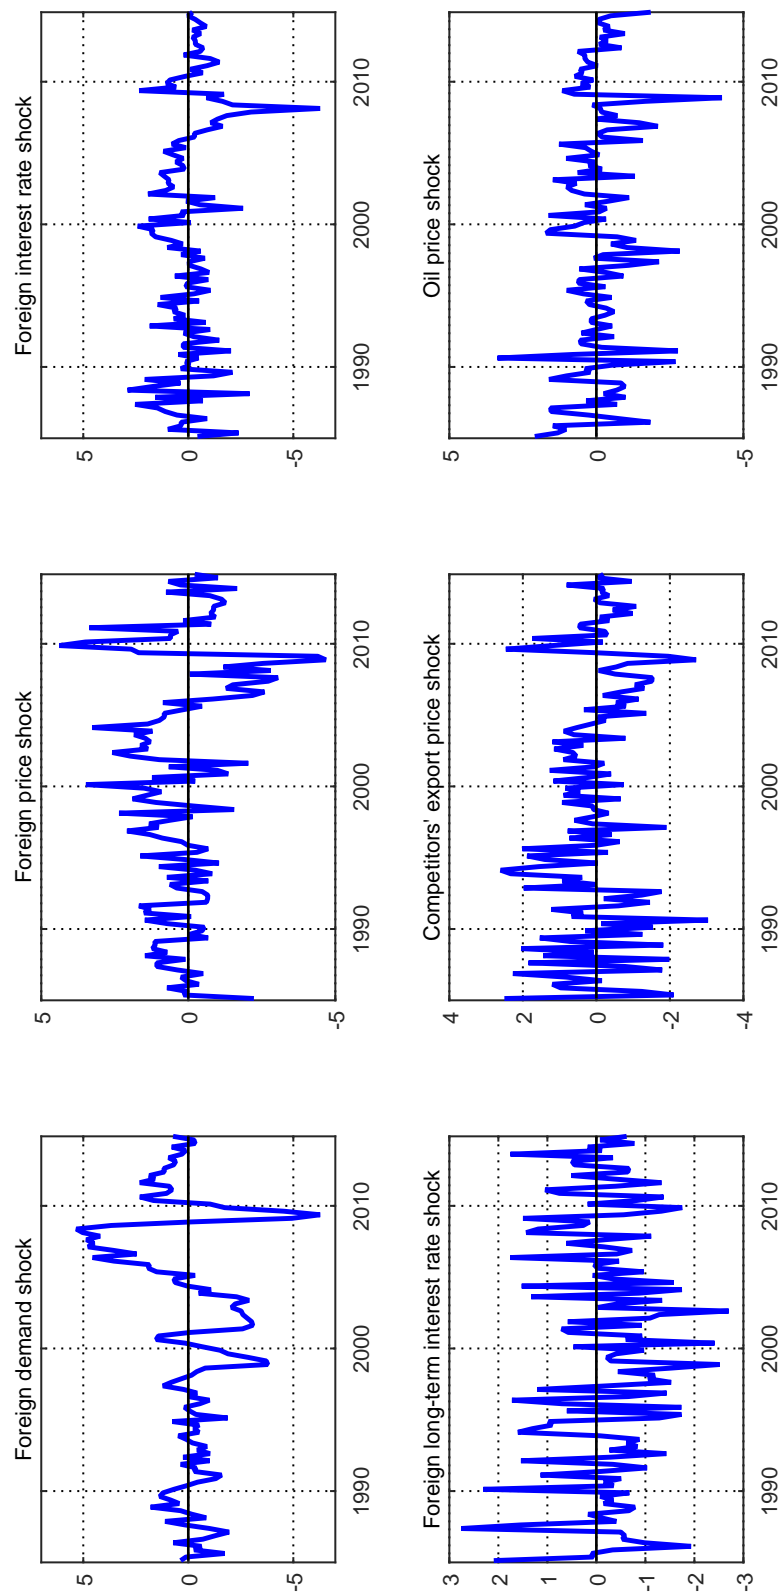 Foreign demand shock
5
0
-5
1990 2000 2010
Foreign price shock
5
0
-5
1990 2000 2010
Foreign interest rate shock
5
0
-5
1990 2000 2010
Foreign long-term interest rate shock
3
2
1
0
-1
-2
-3
1990 2000 2010
Competitors' export price shock
4
2
0
-2
-4
1990 2000 2010
Oil price shock
5
0
-5
1990 2000 2010